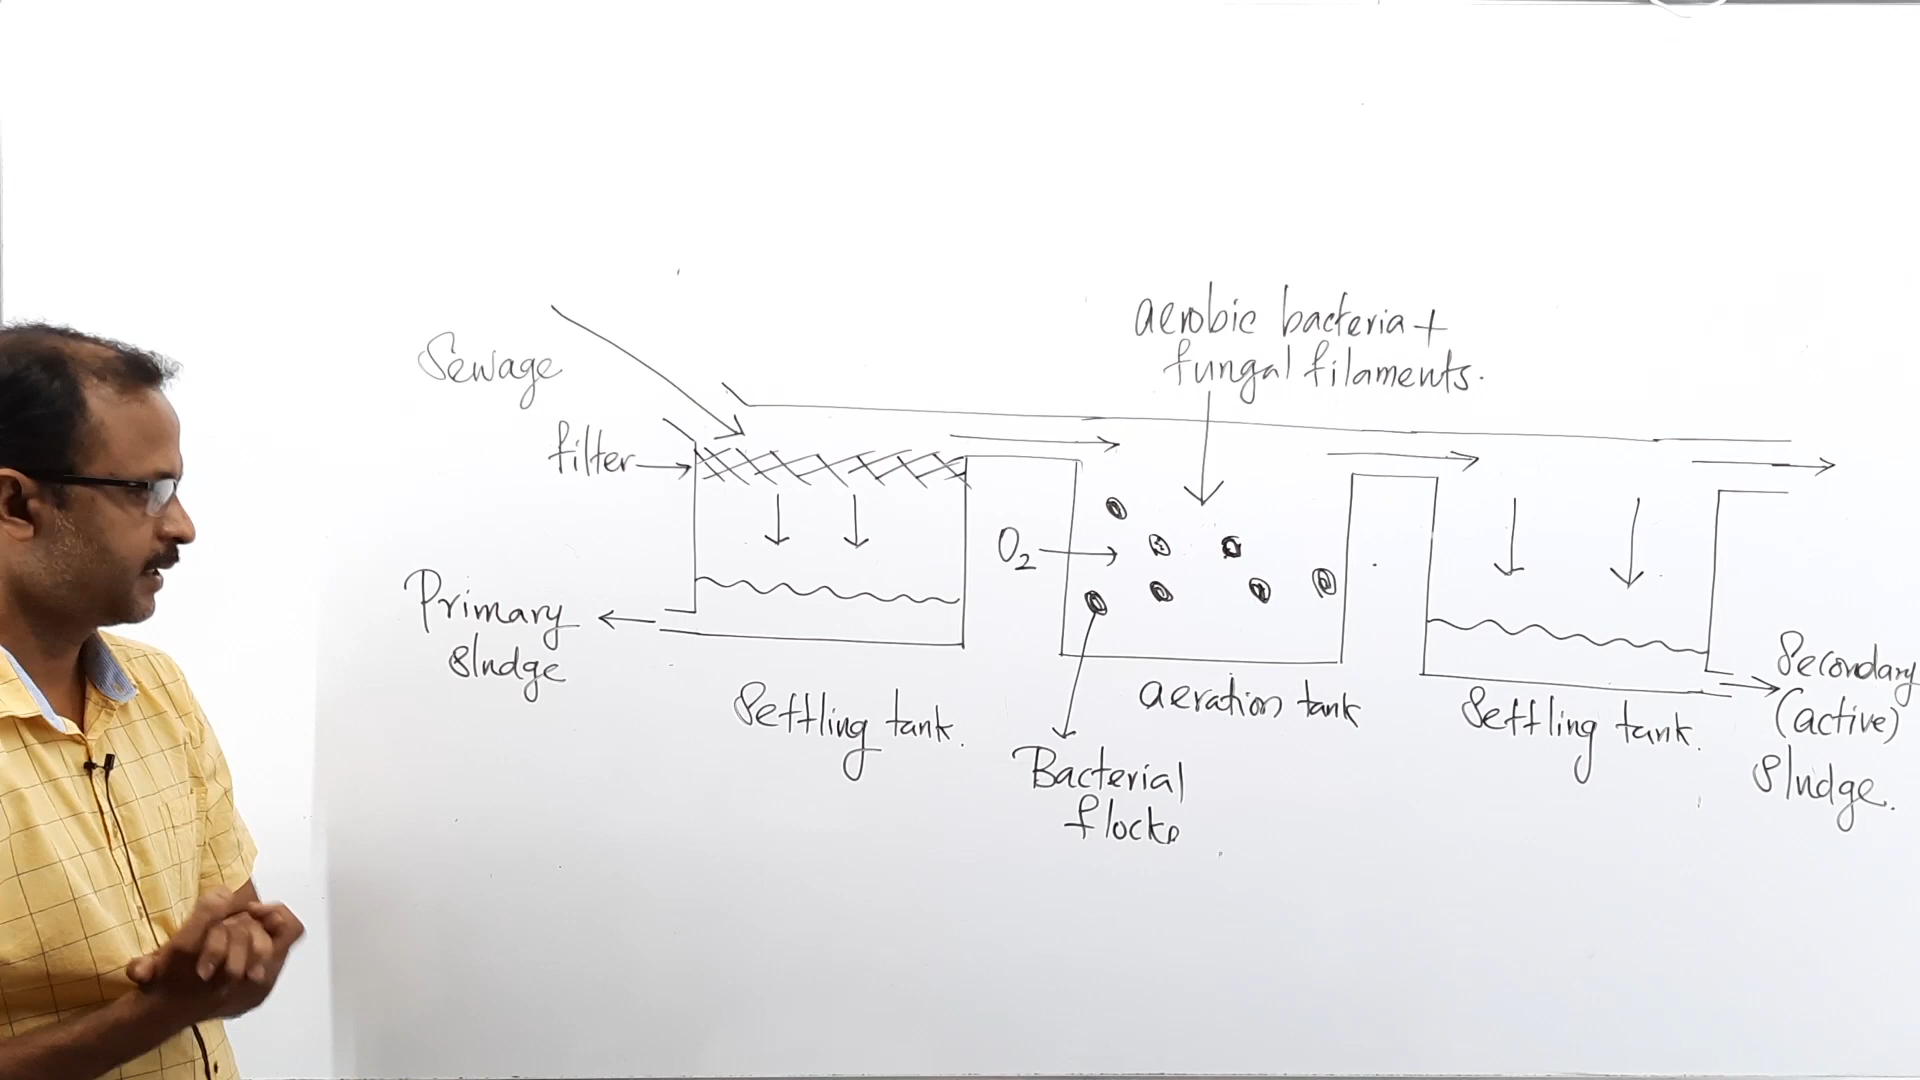 aerobic bacteria +
fungal filaments.
Sewage
filter
O₂
Primary
sludge
Settling tank.
aeration tank
Settling tank.
Secondary
(active)
sludge.
Bacterial
flocks